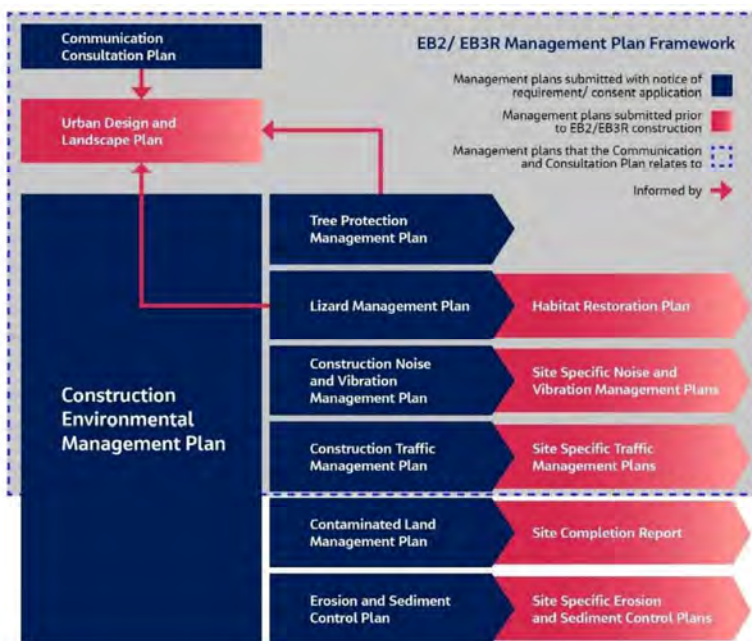 Communication
Consultation Plan
EB2/ EB3R Management Plan Framework
Management plans submitted with notice of
requirement/ consent application
Urban Design and
Landscape Plan
Management plans submitted prior
to EB2/EB3R construction
Management plans that the Communication
and Consultation Plan relates to
Informed by
Tree Protection
Management Plan
Lizard Management Plan
Habitat Restoration Plan
Construction
Environmental
Management Plan
Construction Noise
and Vibration
Management Plan
Site Specific Noise and
Vibration Management Plans
Construction Traffic
Management Plan
Site Specific Traffic
Management Plans
Contaminated Land
Management Plan
Site Completion Report
Erosion and Sediment
Control Plan
Site Specific Erosion
and Sediment Control Plans